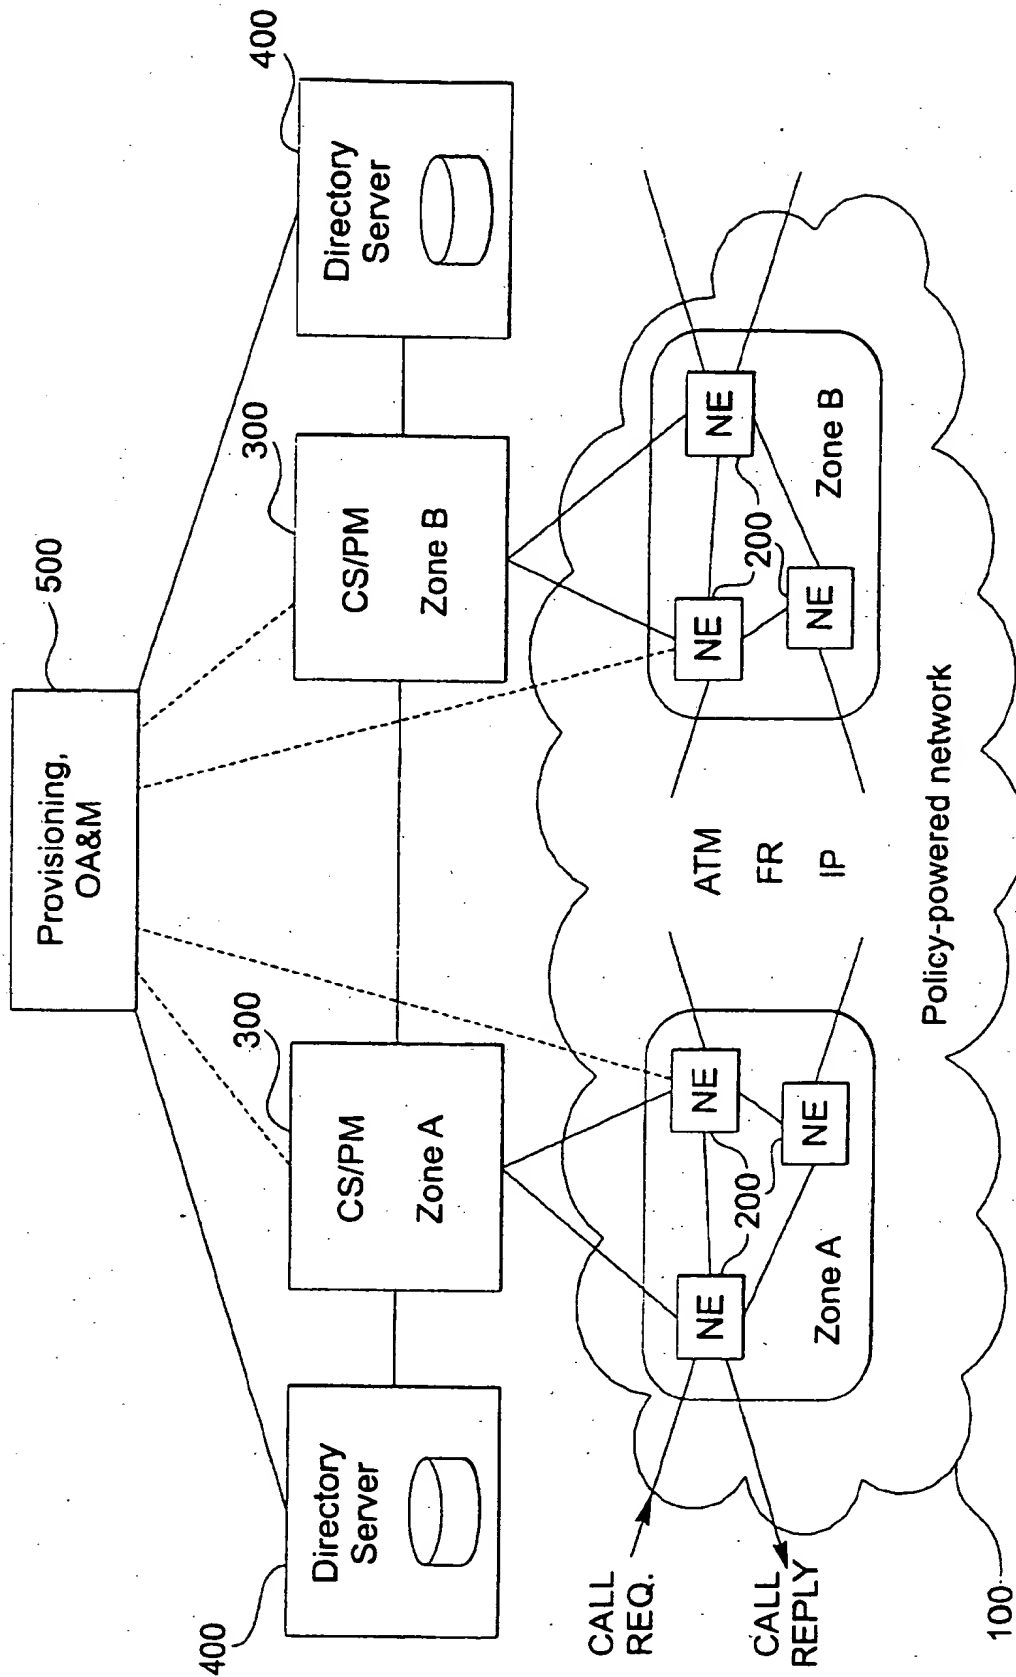 500
Provisioning,
OA&M
400
Directory
Server
300
CS/PM
Zone A
300
CS/PM
Zone B
400
Directory
Server
CALL
REQ.
CALL
REPLY
NE
NE
NE
200
Zone A
ATM
FR
IP
NE
NE
NE
200
Zone B
Policy-powered network
100